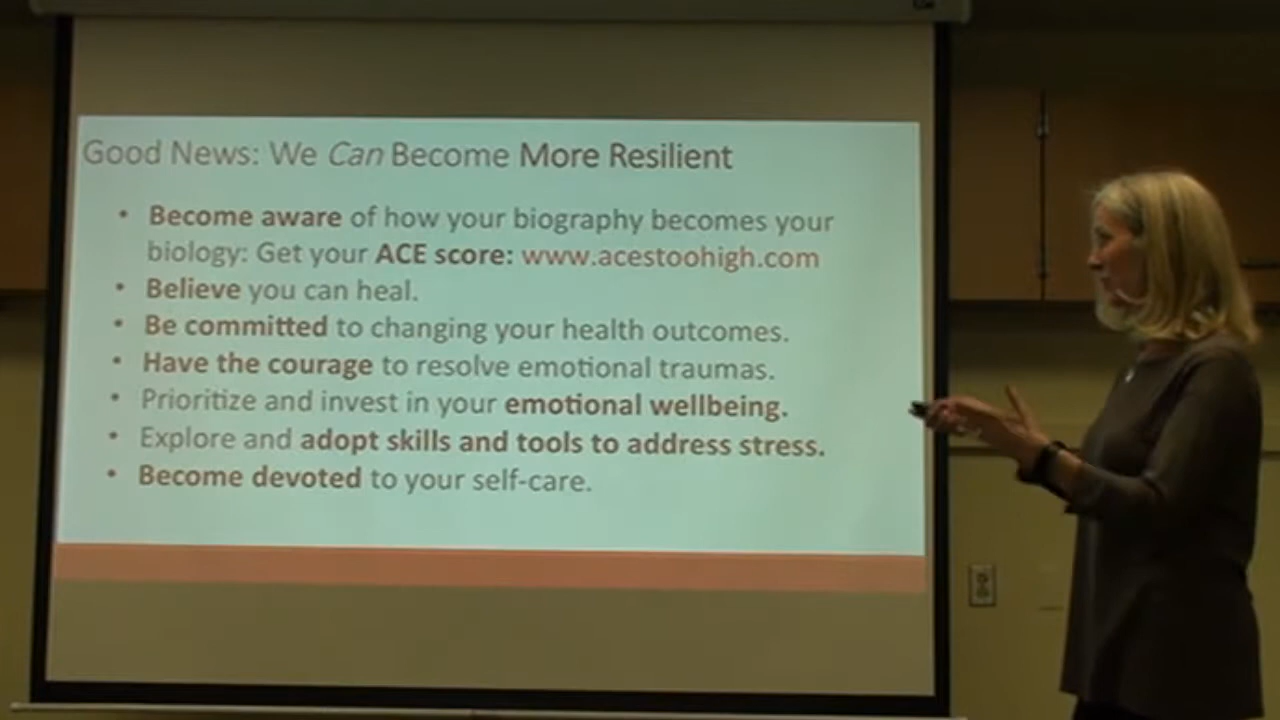 Good News: We Can Become More Resilient
• Become aware of how your biography becomes your
biology: Get your ACE score: www.acestoohigh.com
• Believe you can heal.
• Be committed to changing your health outcomes.
• Have the courage to resolve emotional traumas.
• Prioritize and invest in your emotional wellbeing.
• Explore and adopt skills and tools to address stress.
• Become devoted to your self-care.